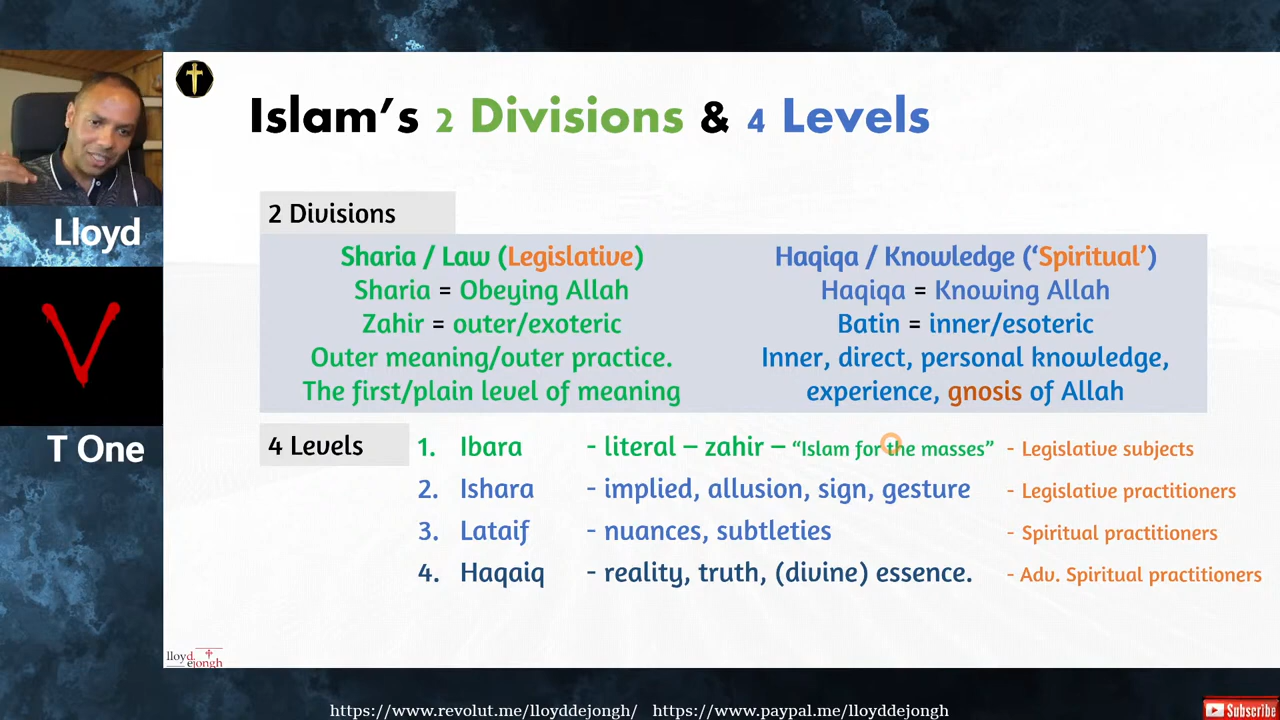 Islam's 2 Divisions & 4 Levels
2 Divisions
Sharia / Law (Legislative)
Sharia = Obeying Allah
Zahir = outer/exoteric
Outer meaning/outer practice.
The first/plain level of meaning
Haqiqa / Knowledge ('Spiritual')
Haqiqa = Knowing Allah
Batin = inner/esoteric
Inner, direct, personal knowledge,
experience, gnosis of Allah
4 Levels
1. Ibara - literal – zahir – “Islam for the masses” - Legislative subjects
2. Ishara - implied, allusion, sign, gesture - Legislative practitioners
3. Lataif - nuances, subtleties - Spiritual practitioners
4. Haqaiq - reality, truth, (divine) essence. - Adv. Spiritual practitioners
Lloyd
V
T One
lloyd
dejongh
https://www.revolut.me/lloyddejongh/ https://www.paypal.me/lloyddejongh
Subscribe